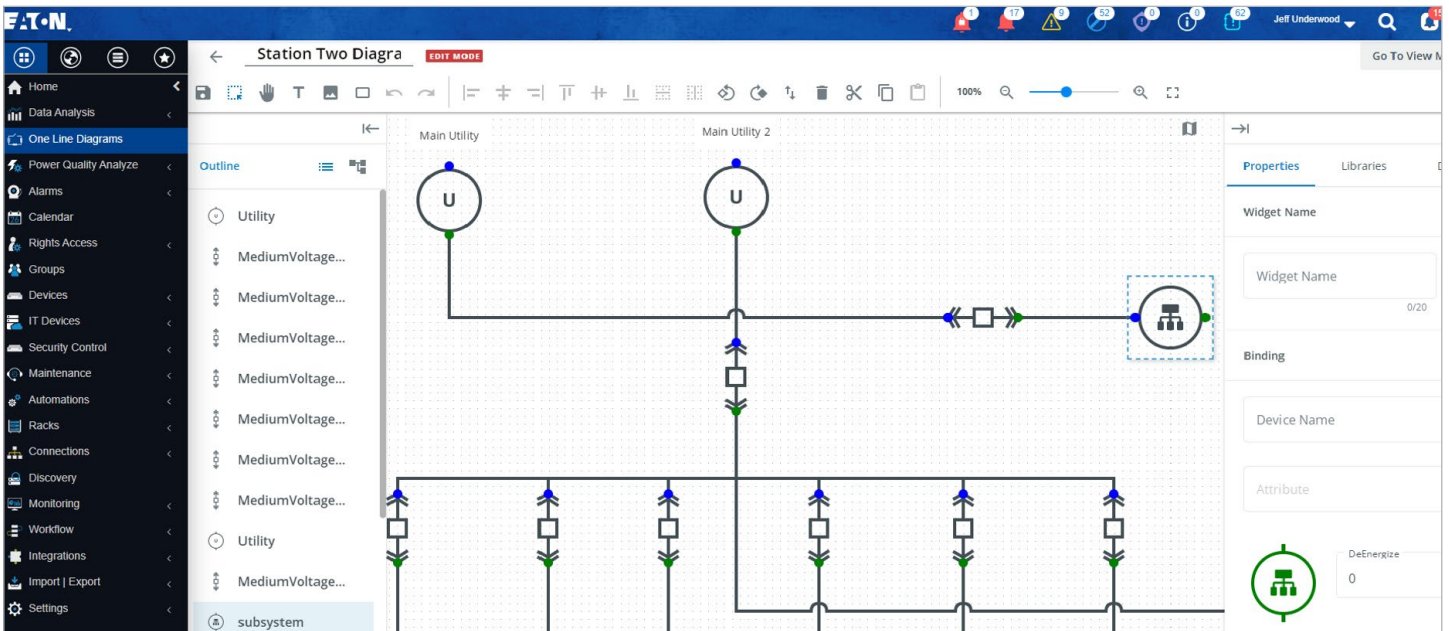 EATON
1 17 9 52 0 0 62 Jeff Underwood 15
Station Two Diagra EDIT MODE
Go To View M
Home
Data Analysis
One Line Diagrams
Power Quality Analyze
Alarms
Calendar
Rights Access
Groups
Devices
IT Devices
Security Control
Maintenance
Automations
Racks
Connections
Discovery
Monitoring
Workflow
Integrations
Import | Export
Settings
T 100%
Outline
Utility
MediumVoltage...
MediumVoltage...
MediumVoltage...
MediumVoltage...
MediumVoltage...
MediumVoltage...
MediumVoltage...
Utility
MediumVoltage...
subsystem
Main Utility
Main Utility 2
U
U
Properties Libraries
Widget Name
Widget Name
0/20
Binding
Device Name
Attribute
DeEnergize
0